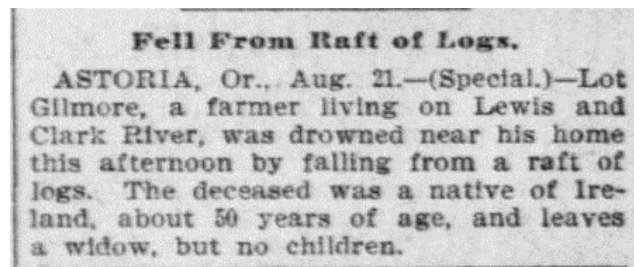 Fell From Raft of Logs.
ASTORIA, Or., Aug. 21.—(Special.)—Lot
Gilmore, a farmer living on Lewis and
Clark River, was drowned near his home
this afternoon by falling from a raft of
logs. The deceased was a native of Ire-
land, about 50 years of age, and leaves
a widow, but no children.